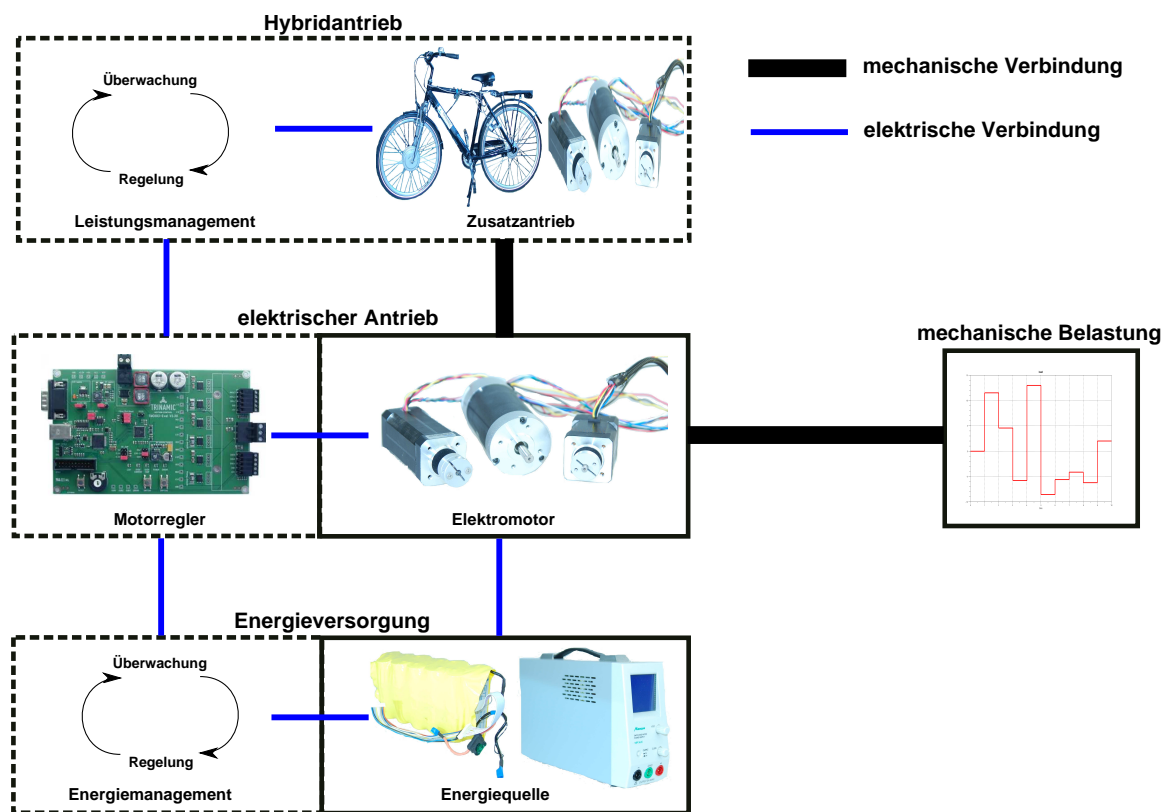 Hybridantrieb
Überwachung
Regelung
Leistungsmanagement
Zusatzantrieb
mechanische Verbindung
elektrische Verbindung
elektrischer Antrieb
TRINAMIC
Motorregler
Elektromotor
mechanische Belastung
Energieversorgung
Überwachung
Regelung
Energiemanagement
Energiequelle